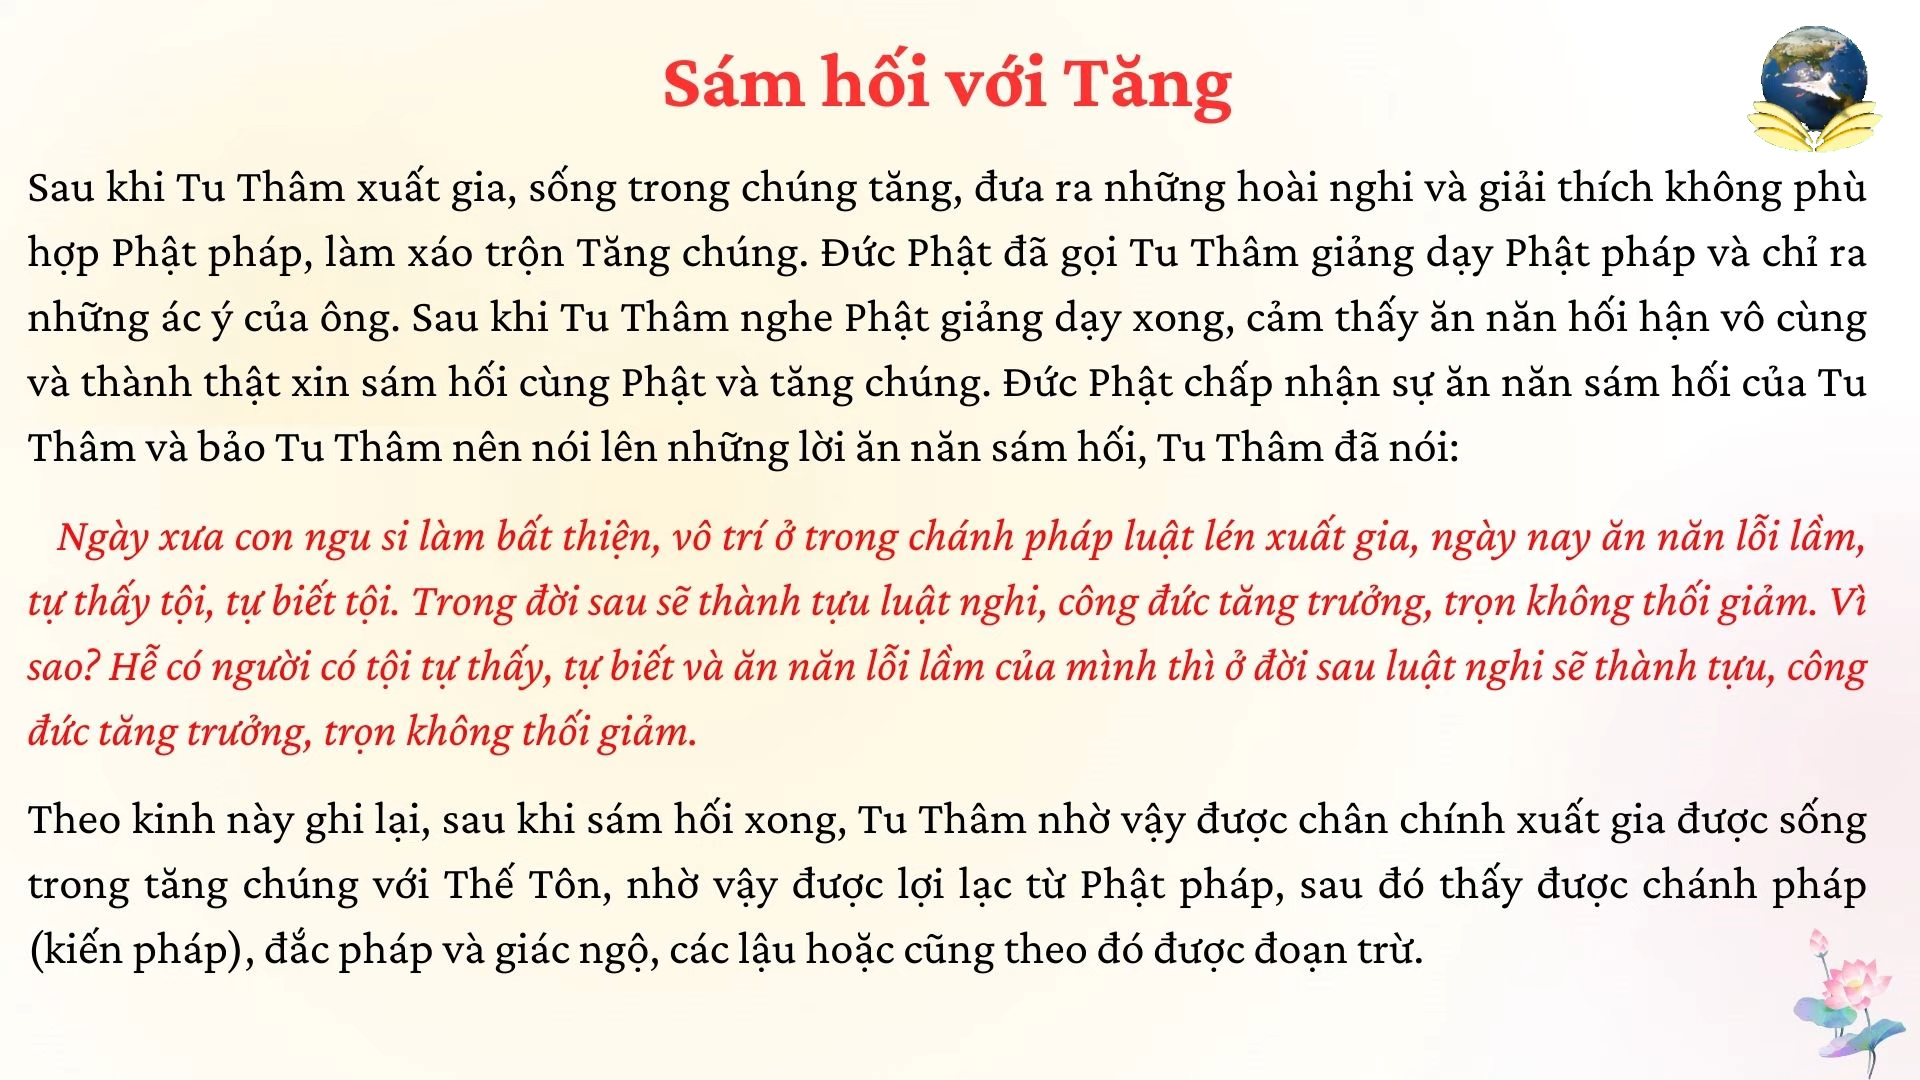 Sám hối với Tăng
Sau khi Tu Thâm xuất gia, sống trong chúng tăng, đưa ra những hoài nghi và giải thích không phù
hợp Phật pháp, làm xáo trộn Tăng chúng. Đức Phật đã gọi Tu Thâm giảng dạy Phật pháp và chỉ ra
những ác ý của ông. Sau khi Tu Thâm nghe Phật giảng dạy xong, cảm thấy ăn năn hối hận vô cùng
và thành thật xin sám hối cùng Phật và tăng chúng. Đức Phật chấp nhận sự ăn năn sám hối của Tu
Thâm và bảo Tu Thâm nên nói lên những lời ăn năn sám hối, Tu Thâm đã nói:
Ngày xưa con ngu si làm bất thiện, vô trí ở trong chánh pháp luật lén xuất gia, ngày nay ăn năn lỗi lầm,
tự thấy tội, tự biết tội. Trong đời sau sẽ thành tựu luật nghi, công đức tăng trưởng, trọn không thối giảm. Vì
sao? Hễ có người có tội tự thấy, tự biết và ăn năn lỗi lầm của mình thì ở đời sau luật nghi sẽ thành tựu, công
đức tăng trưởng, trọn không thối giảm.
Theo kinh này ghi lại, sau khi sám hối xong, Tu Thâm nhờ vậy được chân chính xuất gia được sống
trong tăng chúng với Thế Tôn, nhờ vậy được lợi lạc từ Phật pháp, sau đó thấy được chánh pháp
(kiến pháp), đắc pháp và giác ngộ, các lậu hoặc cũng theo đó được đoạn trừ.